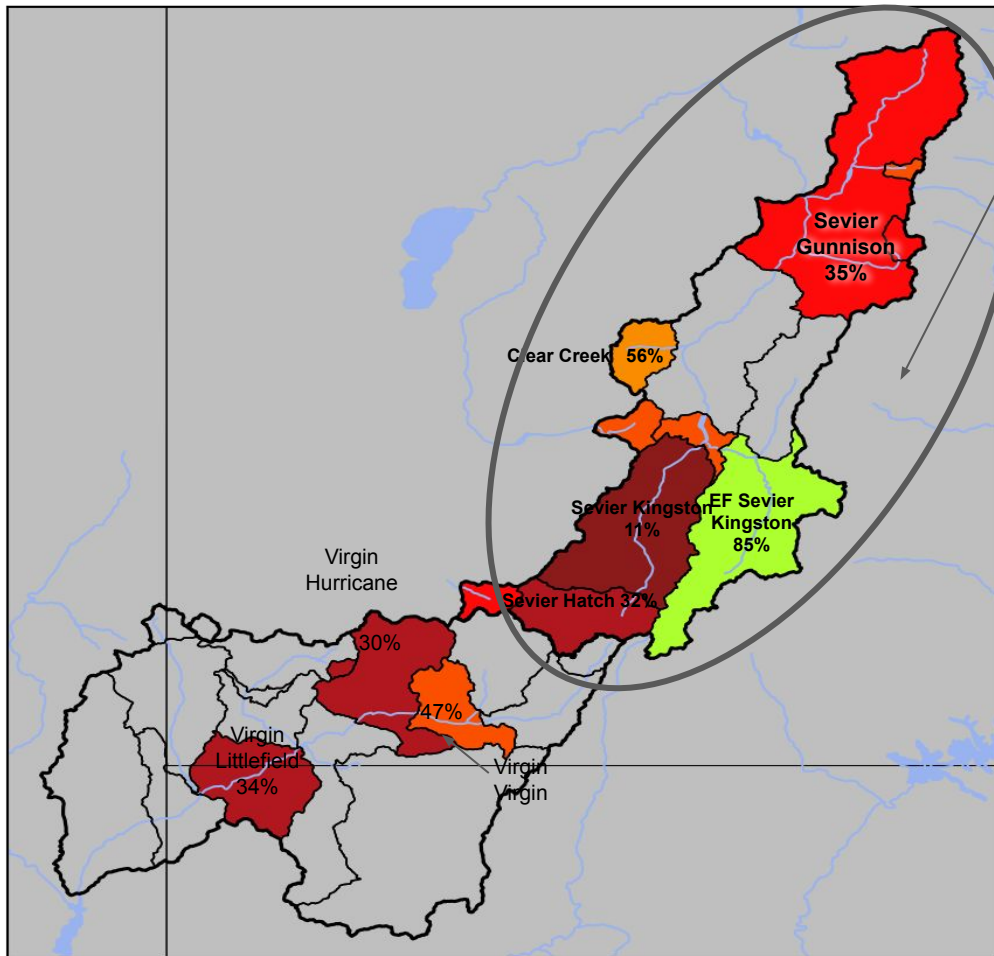 Sevier
Gunnison
35%
Clear Creek 56%
Sevier Kingston
11%
EF Sevier
Kingston
85%
Virgin
Hurricane
Sevier Hatch 32%
30%
47%
Virgin
Littlefield
34%
Virgin
Virgin